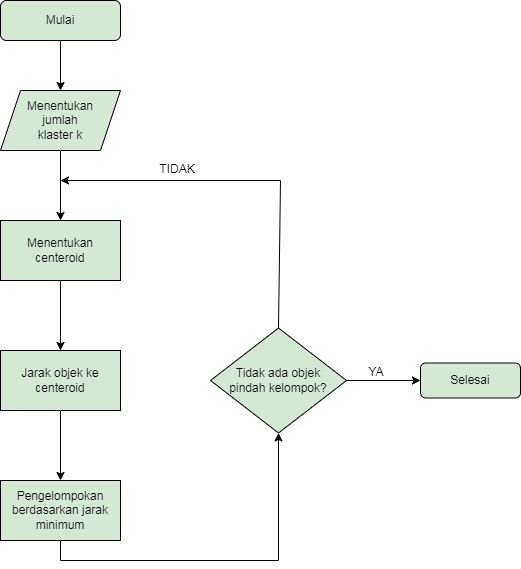 Mulai
Menentukan
jumlah
klaster k
TIDAK
Menentukan
centeroid
Jarak objek ke
centeroid
Tidak ada objek
pindah kelompok?
YA
Selesai
Pengelompokan
berdasarkan jarak
minimum